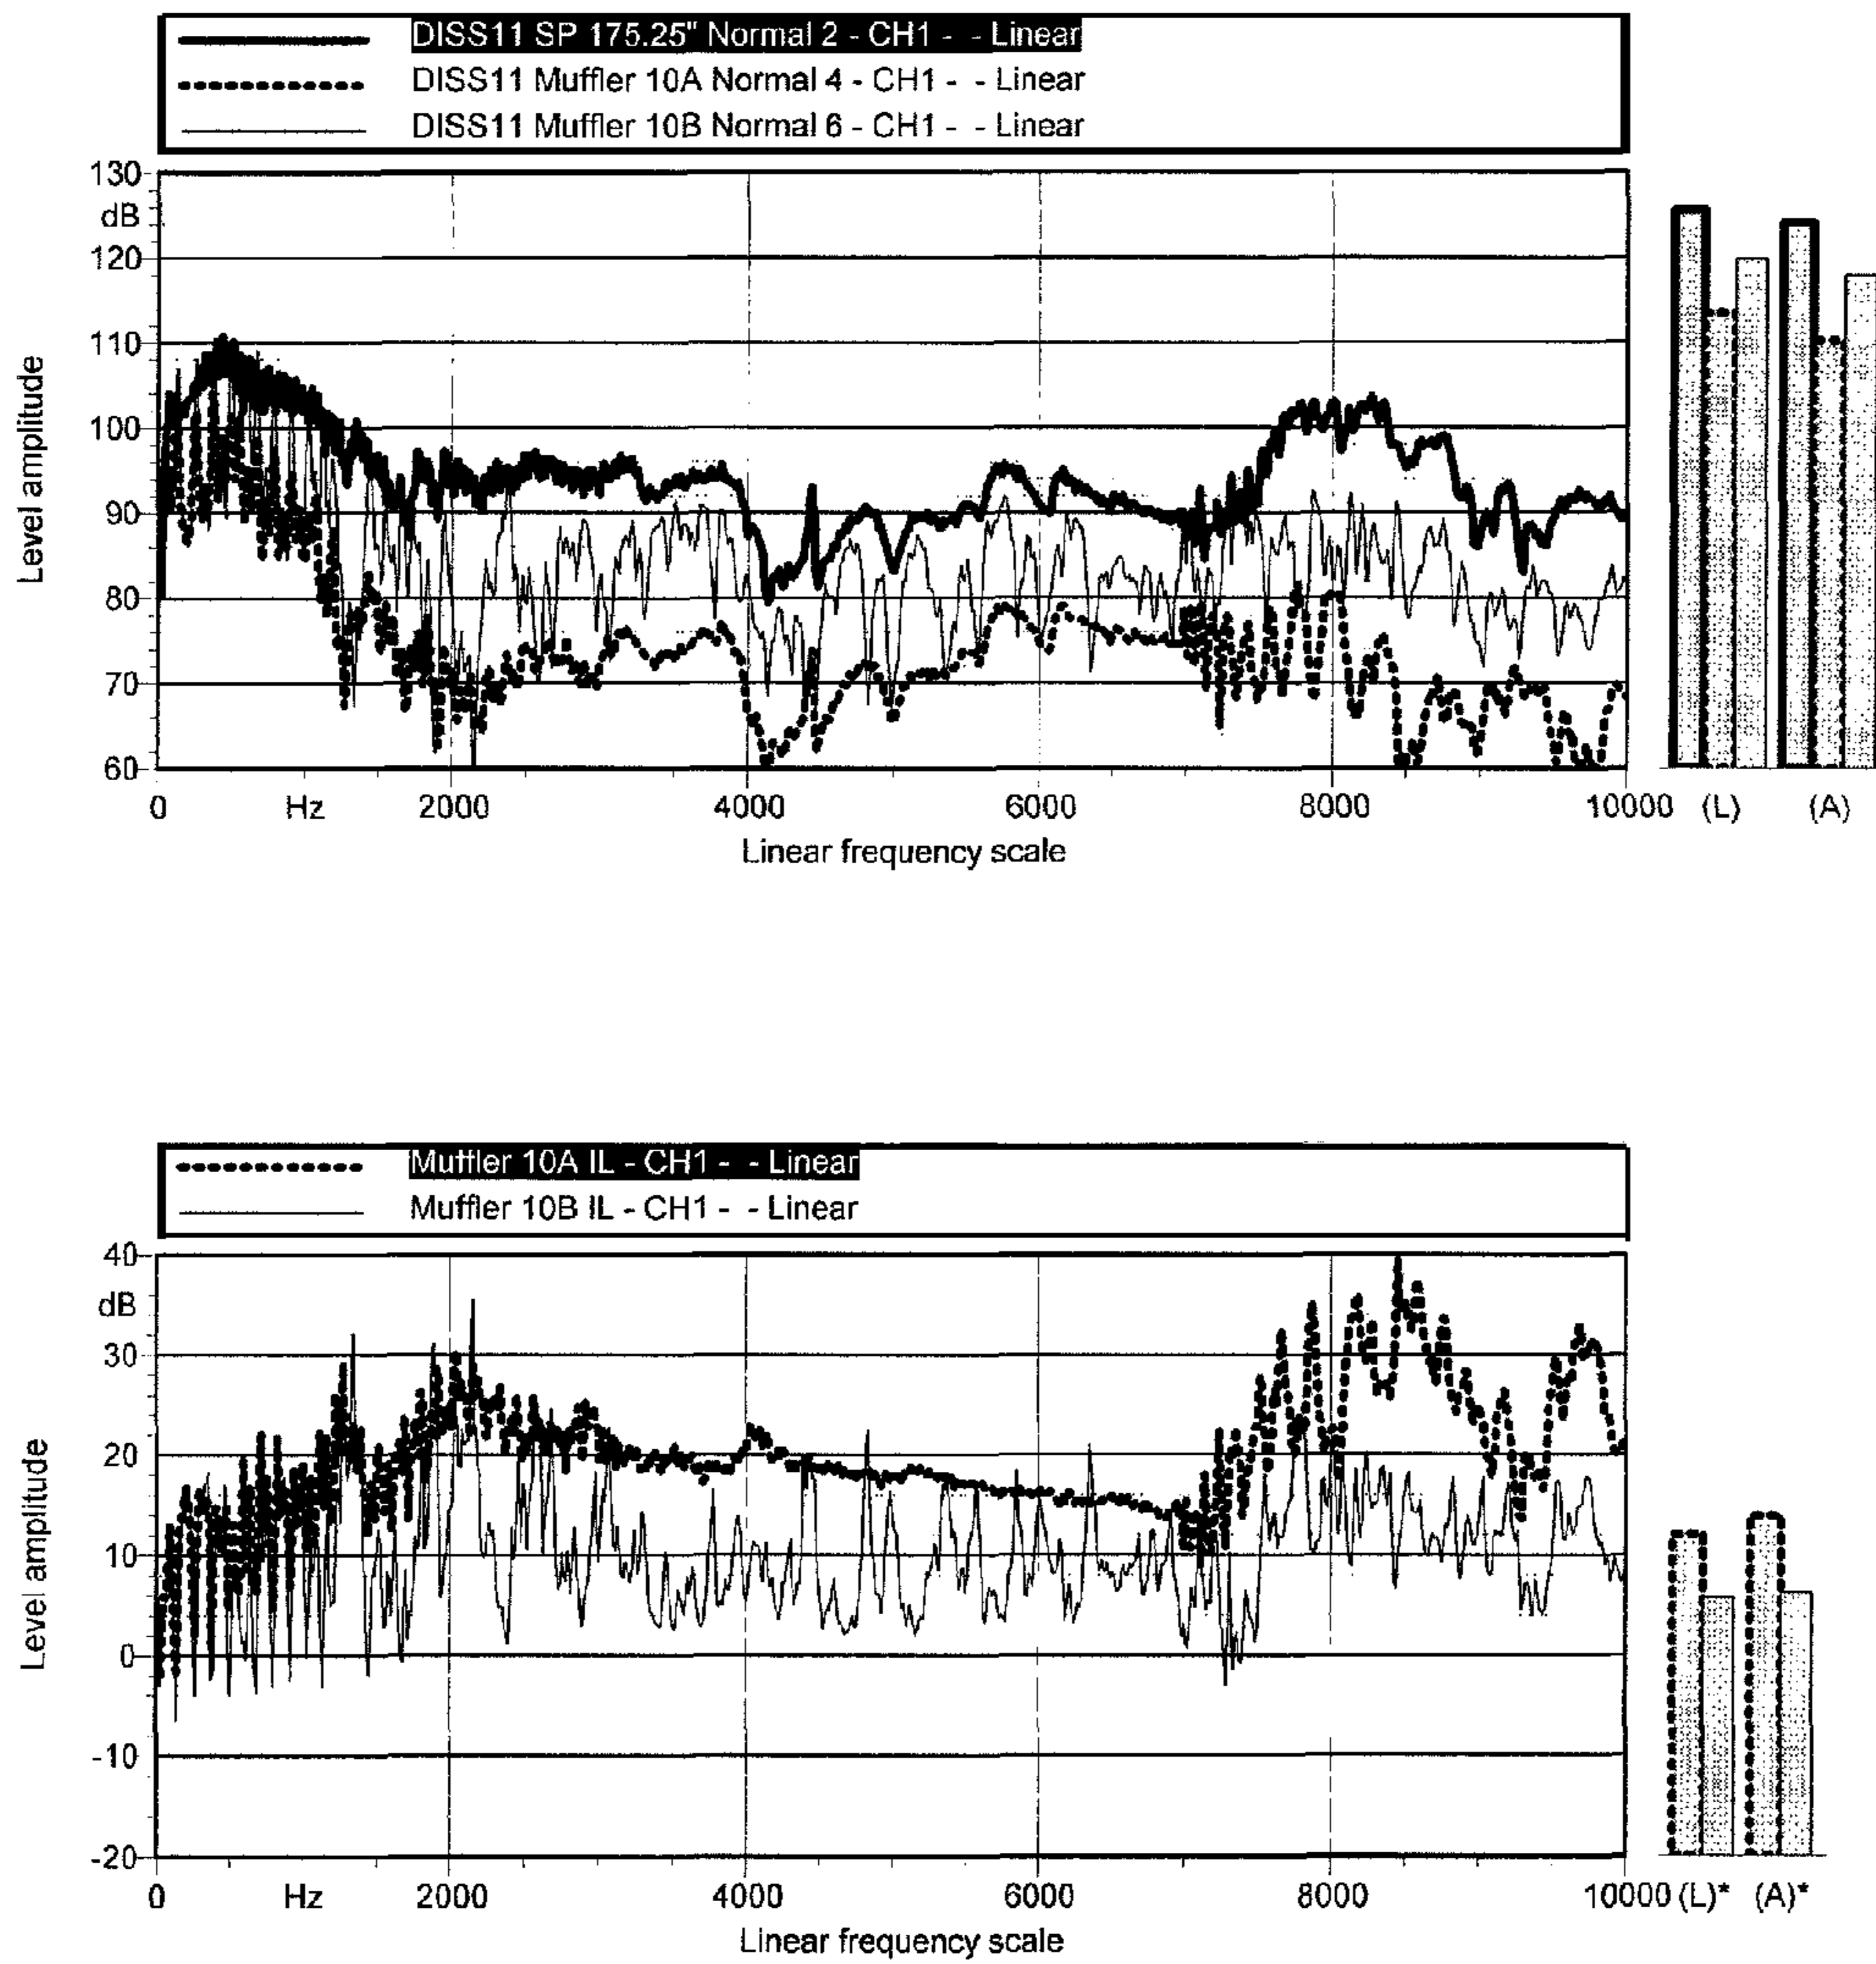 DISS11 SP 175.25" Normal 2 - CH1 - - Linear
DISS11 Muffler 10A Normal 4 - CH1 - - Linear
DISS11 Muffler 10B Normal 6 - CH1 - - Linear
130
dB
120
110
100
90
80
70
60
Level amplitude
0 Hz 2000 4000 6000 8000 10000 (L) (A)
Linear frequency scale
Muffler 10A IL - CH1 - - Linear
Muffler 10B IL - CH1 - - Linear
40
dB
30
20
10
0
-10
-20
Level amplitude
0 Hz 2000 4000 6000 8000 10000 (L)* (A)*
Linear frequency scale